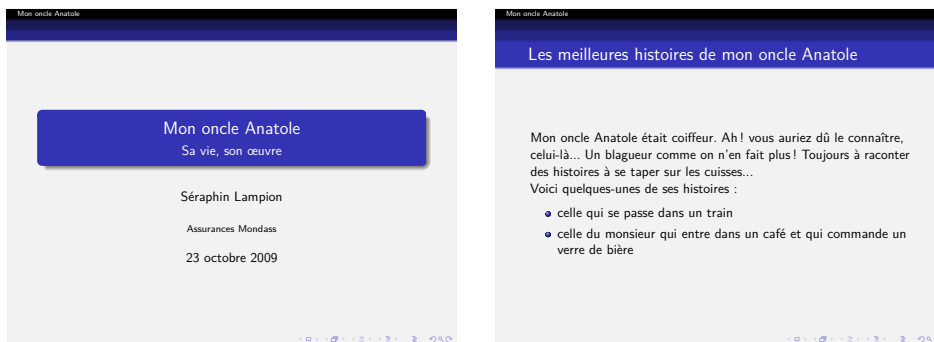 Mon oncle Anatole
Mon oncle Anatole
Sa vie, son œuvre
Séraphin Lampion
Assurances Mondass
23 octobre 2009
Mon oncle Anatole
Les meilleures histoires de mon oncle Anatole
Mon oncle Anatole était coiffeur. Ah ! vous auriez dû le connaître,
celui-là... Un blagueur comme on n'en fait plus ! Toujours à raconter
des histoires à se taper sur les cuisses...
Voici quelques-unes de ses histoires :
celle qui se passe dans un train
celle du monsieur qui entre dans un café et qui commande un
verre de bière